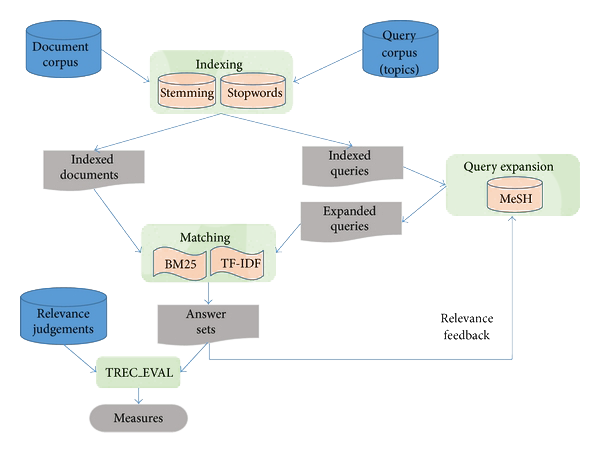 Document
corpus
Query
corpus
(topics)
Indexing
Stemming
Stopwords
Indexed
documents
Indexed
queries
Query expansion
MeSH
Expanded
queries
Matching
BM25
TF-IDF
Relevance
judgements
Answer
sets
Relevance
feedback
TREC_EVAL
Measures